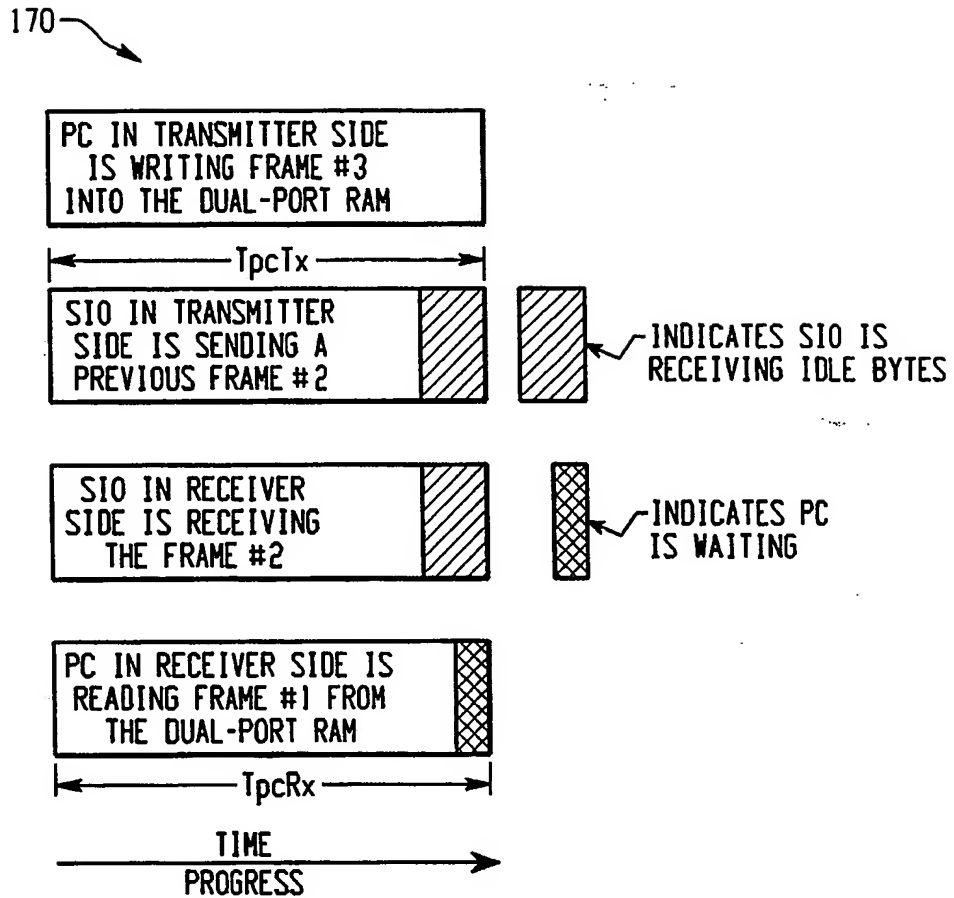 170
PC IN TRANSMITTER SIDE
IS WRITING FRAME #3
INTO THE DUAL-PORT RAM
TpcTx
SIO IN TRANSMITTER
SIDE IS SENDING A
PREVIOUS FRAME #2
INDICATES SIO IS
RECEIVING IDLE BYTES
SIO IN RECEIVER
SIDE IS RECEIVING
THE FRAME #2
INDICATES PC
IS WAITING
PC IN RECEIVER SIDE IS
READING FRAME #1 FROM
THE DUAL-PORT RAM
TpcRx
TIME
PROGRESS